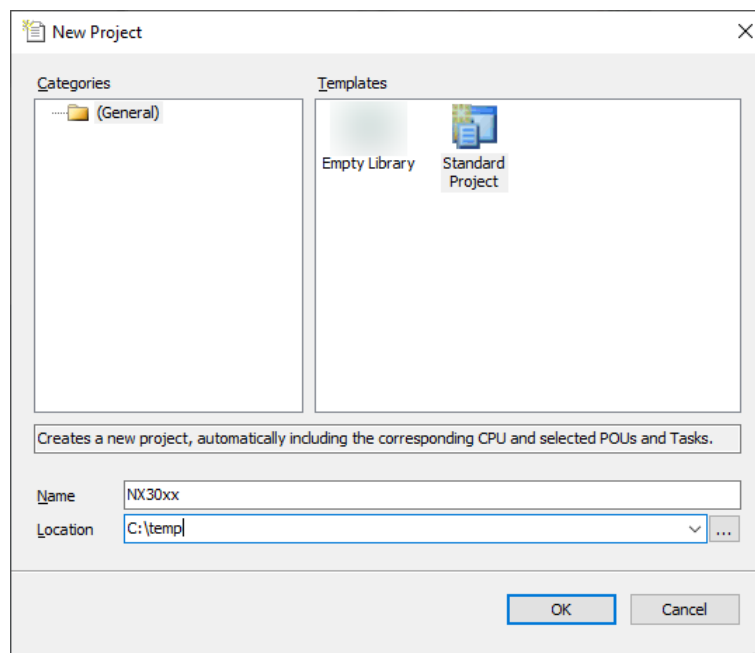 New Project
Categories
Templates
(General)
Empty Library
Standard
Project
Creates a new project, automatically including the corresponding CPU and selected POUs and Tasks.
Name
NX30xx
Location
C:\temp
...
OK
Cancel